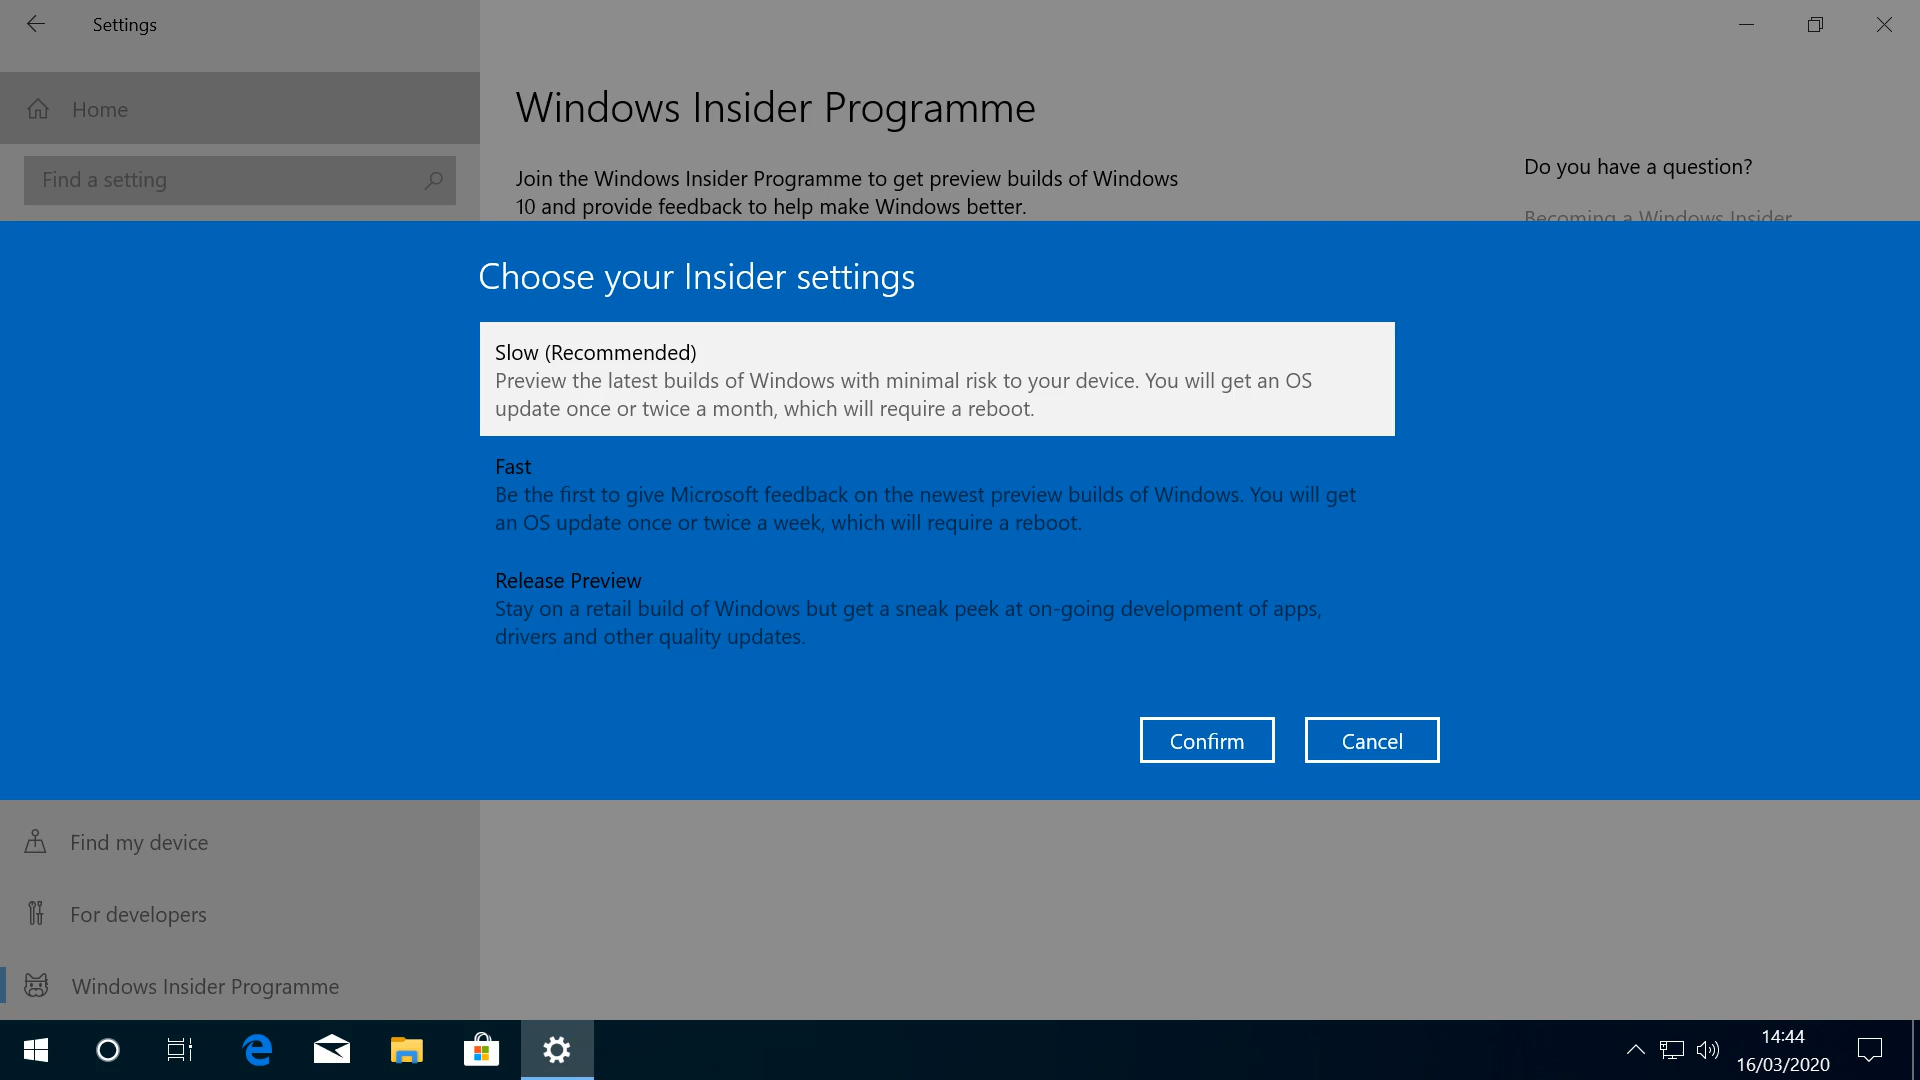 Settings
Home
Find a setting
Windows Insider Programme
Join the Windows Insider Programme to get preview builds of Windows
10 and provide feedback to help make Windows better.
Do you have a question?
Becoming a Windows Insider
Choose your Insider settings
Slow (Recommended)
Preview the latest builds of Windows with minimal risk to your device. You will get an OS
update once or twice a month, which will require a reboot.
Fast
Be the first to give Microsoft feedback on the newest preview builds of Windows. You will get
an OS update once or twice a week, which will require a reboot.
Release Preview
Stay on a retail build of Windows but get a sneak peek at on-going development of apps,
drivers and other quality updates.
Confirm
Cancel
Find my device
For developers
Windows Insider Programme
14:44
16/03/2020